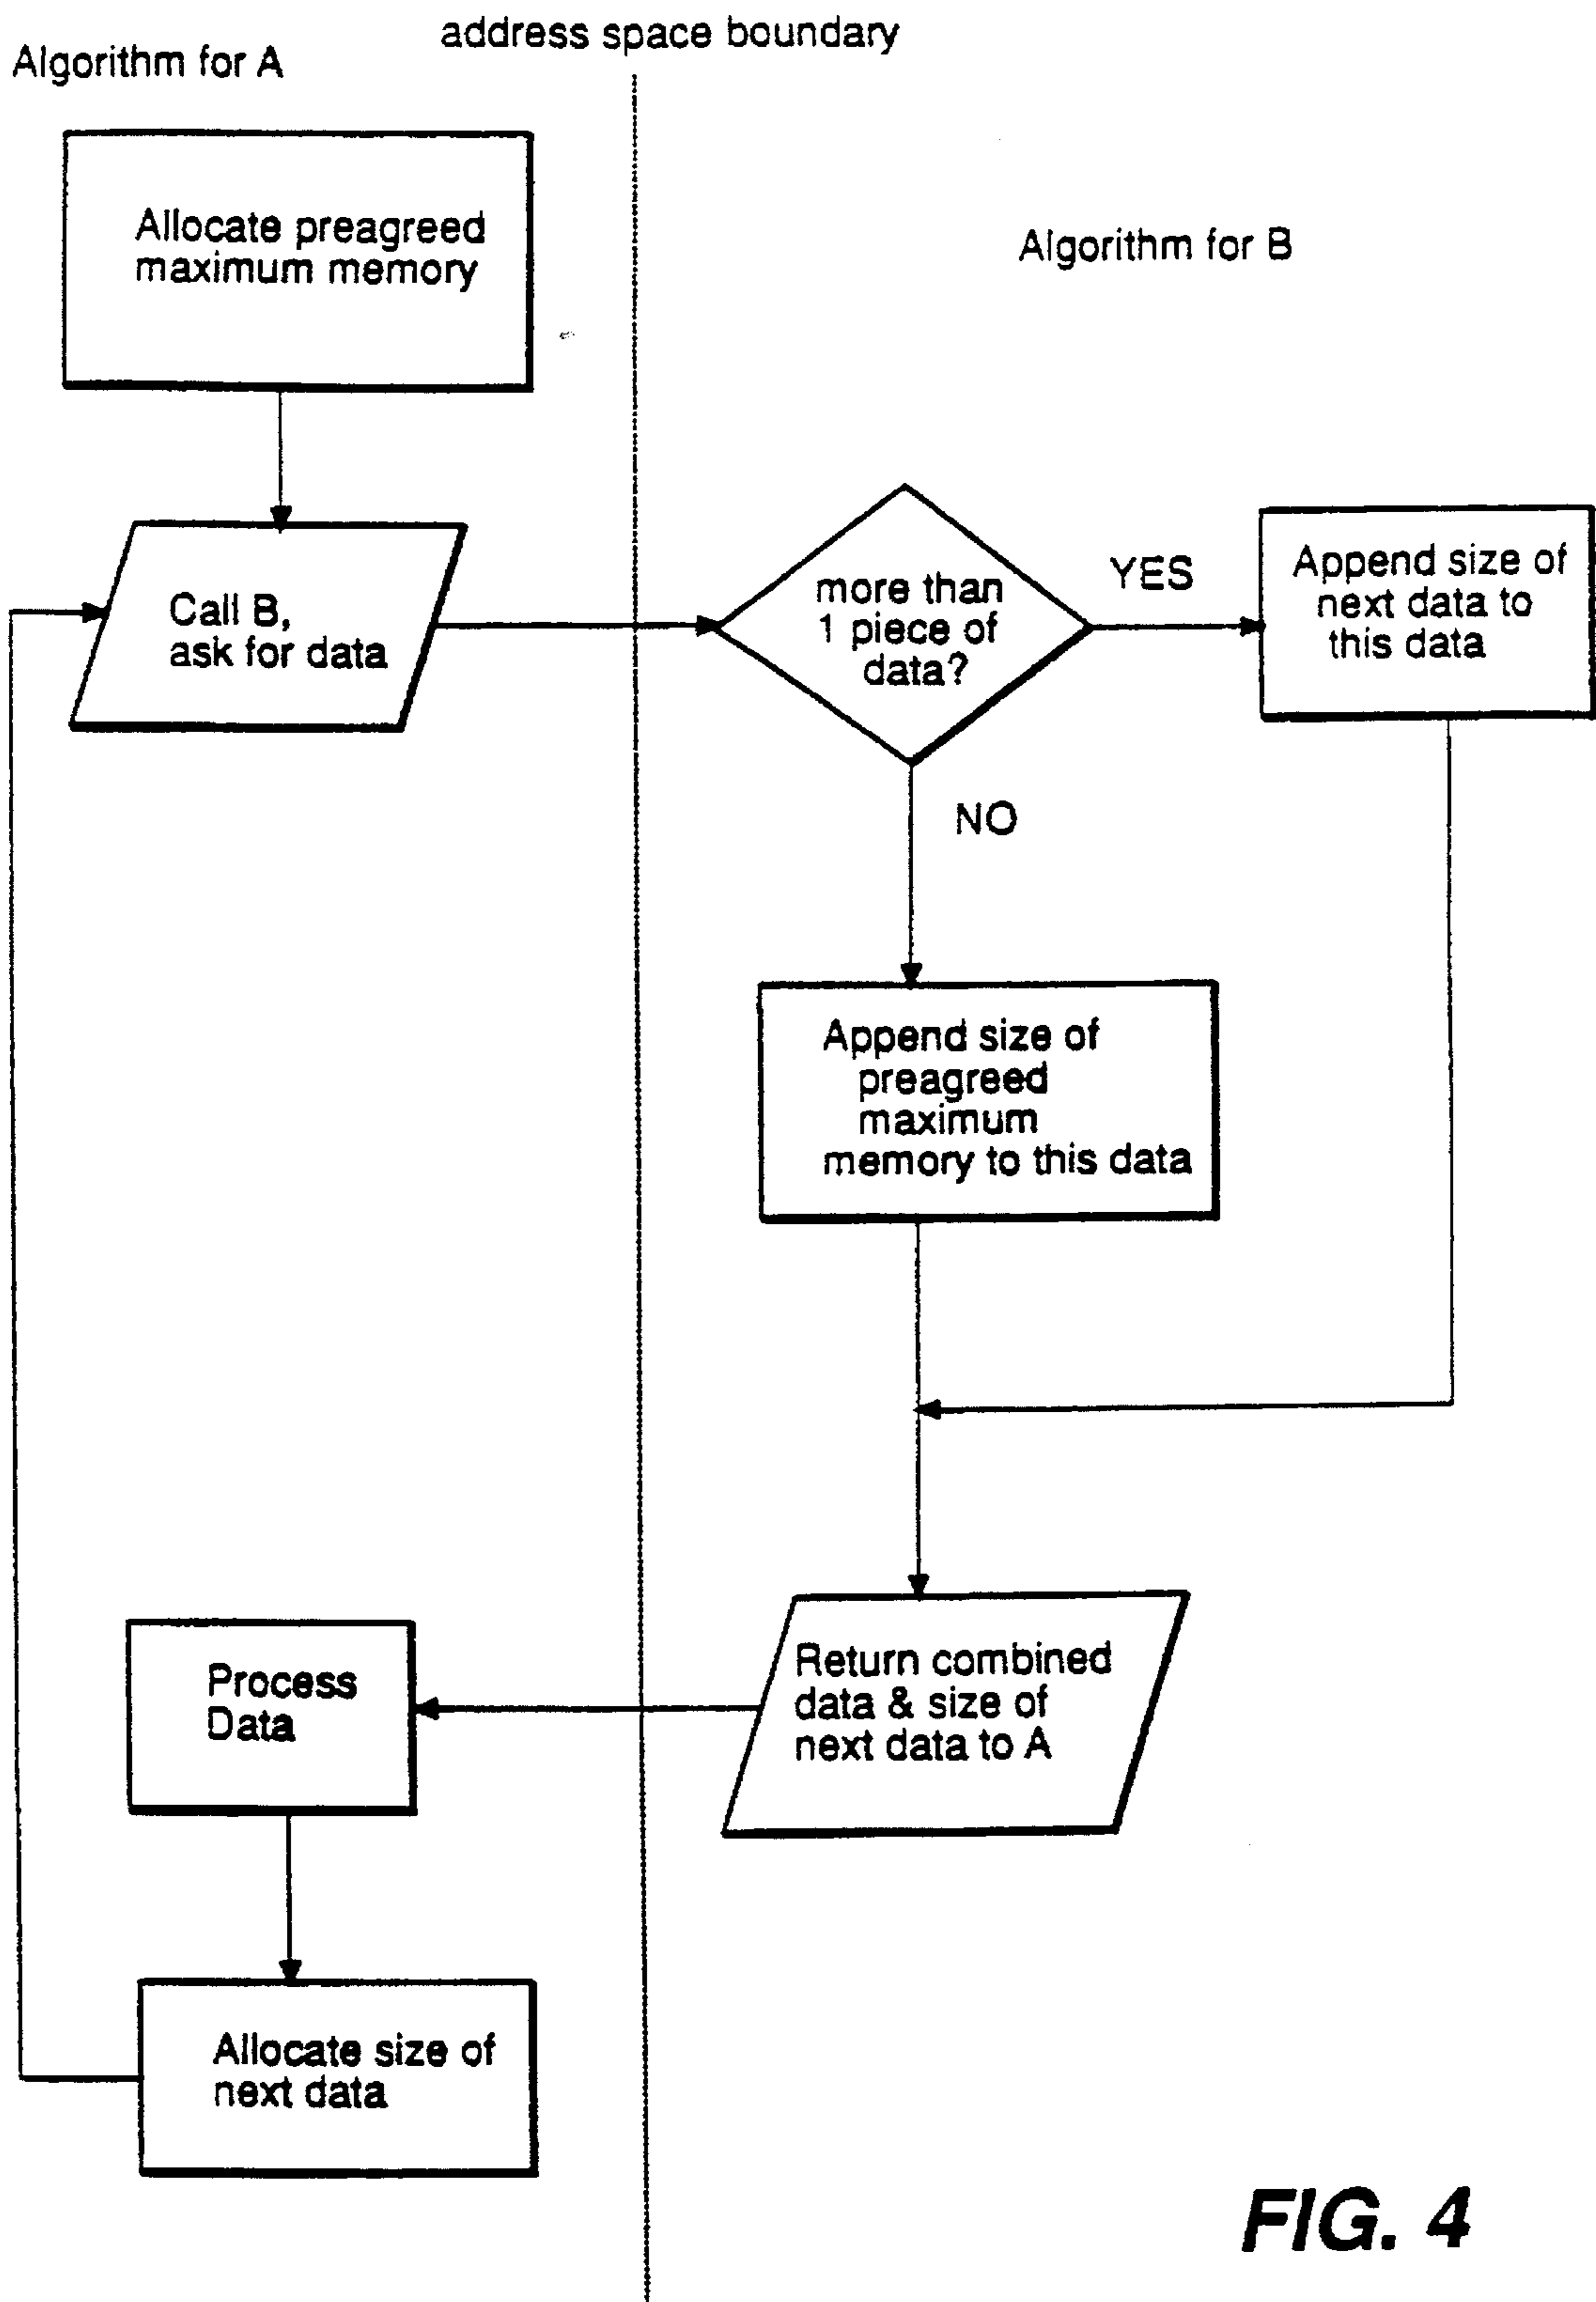 address space boundary
Algorithm for A
Allocate preagreed
maximum memory
Algorithm for B
Call B,
ask for data
more than
1 piece of
data?
YES
Append size of
next data to
this data
NO
Append size of
preagreed
maximum
memory to this data
Return combined
data & size of
next data to A
Process
Data
Allocate size of
next data
FIG. 4